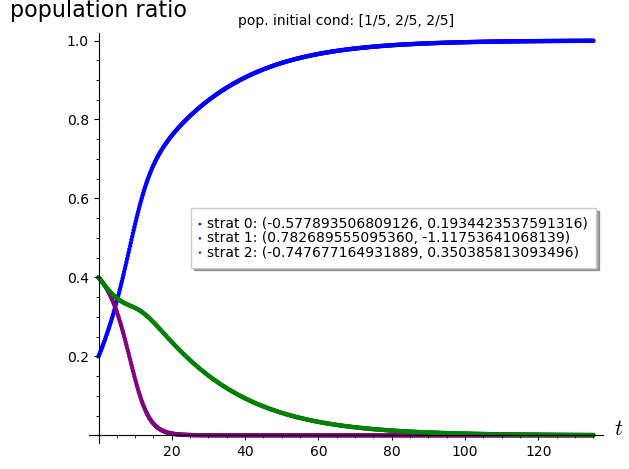 population ratio
pop. initial cond: [1/5, 2/5, 2/5]
1.0
0.8
0.6
strat 0: (-0.577893506809126, 0.1934423537591316)
strat 1: (0.782689555095360, -1.11753641068139)
strat 2: (-0.747677164931889, 0.350385813093496)
0.4
0.2
t
20 40 60 80 100 120